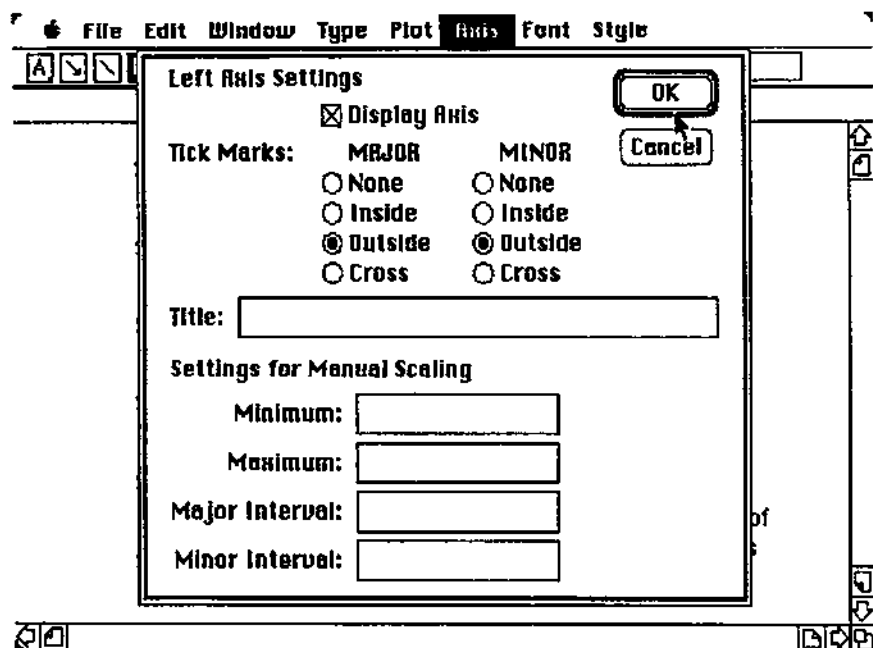 File Edit Window Type Plot Axis Font Style
A
Left Axis Settings
OK
Display Axis
Cancel
Tick Marks: MAJOR MINOR
None None
Inside Inside
Outside Outside
Cross Cross
Title:
Settings for Manual Scaling
Minimum:
Maximum:
Major Interval:
of
Minor Interval: